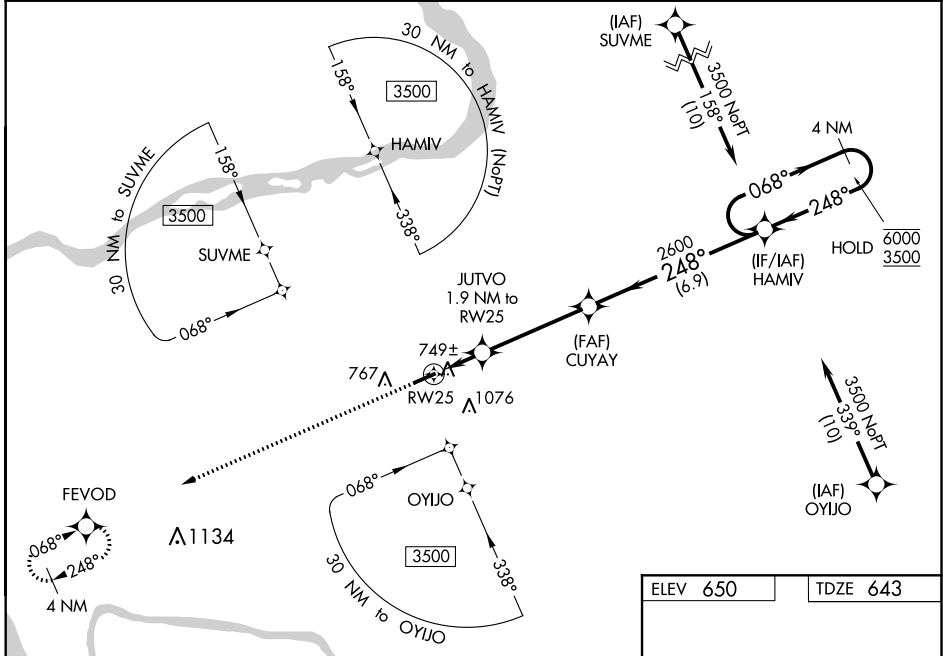 (IAF)
SUVME
3500 NoPT
158°
(10)
30 NM to HAMIV (NoPT)
158°
3500
HAMIV
338°
30 NM to SUVME
158°
3500
SUVME
068°
4 NM
068°
248°
HOLD
6000
3500
(IF/IAF)
HAMIV
2600
248°
(6.9)
JUTVO
1.9 NM to
RW25
(FAF)
CUYAY
749±
767
RW25
1076
3500 NoPT
339°
(10)
(IAF)
OYIJO
068°
OYIJO
3500
338°
30 NM to OYIJO
FEVOD
068°
248°
4 NM
1134
ELEV 650
TDZE 643